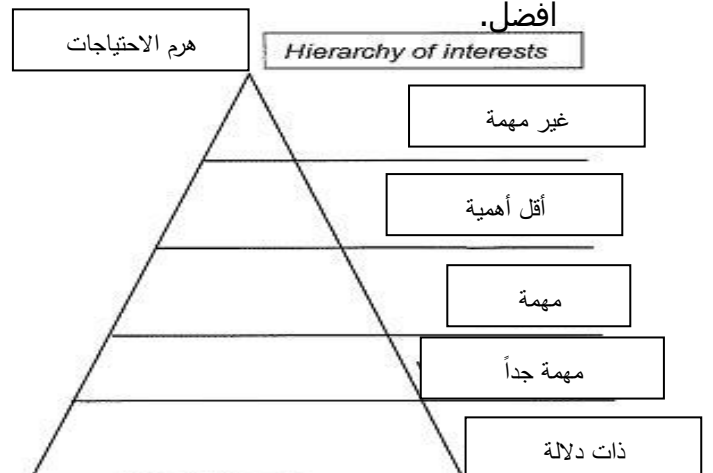 افضل.
هرم الاحتياجات
Hierarchy of interests
غير مهمة
أقل أهمية
مهمة
مهمة جداً
ذات دلالة